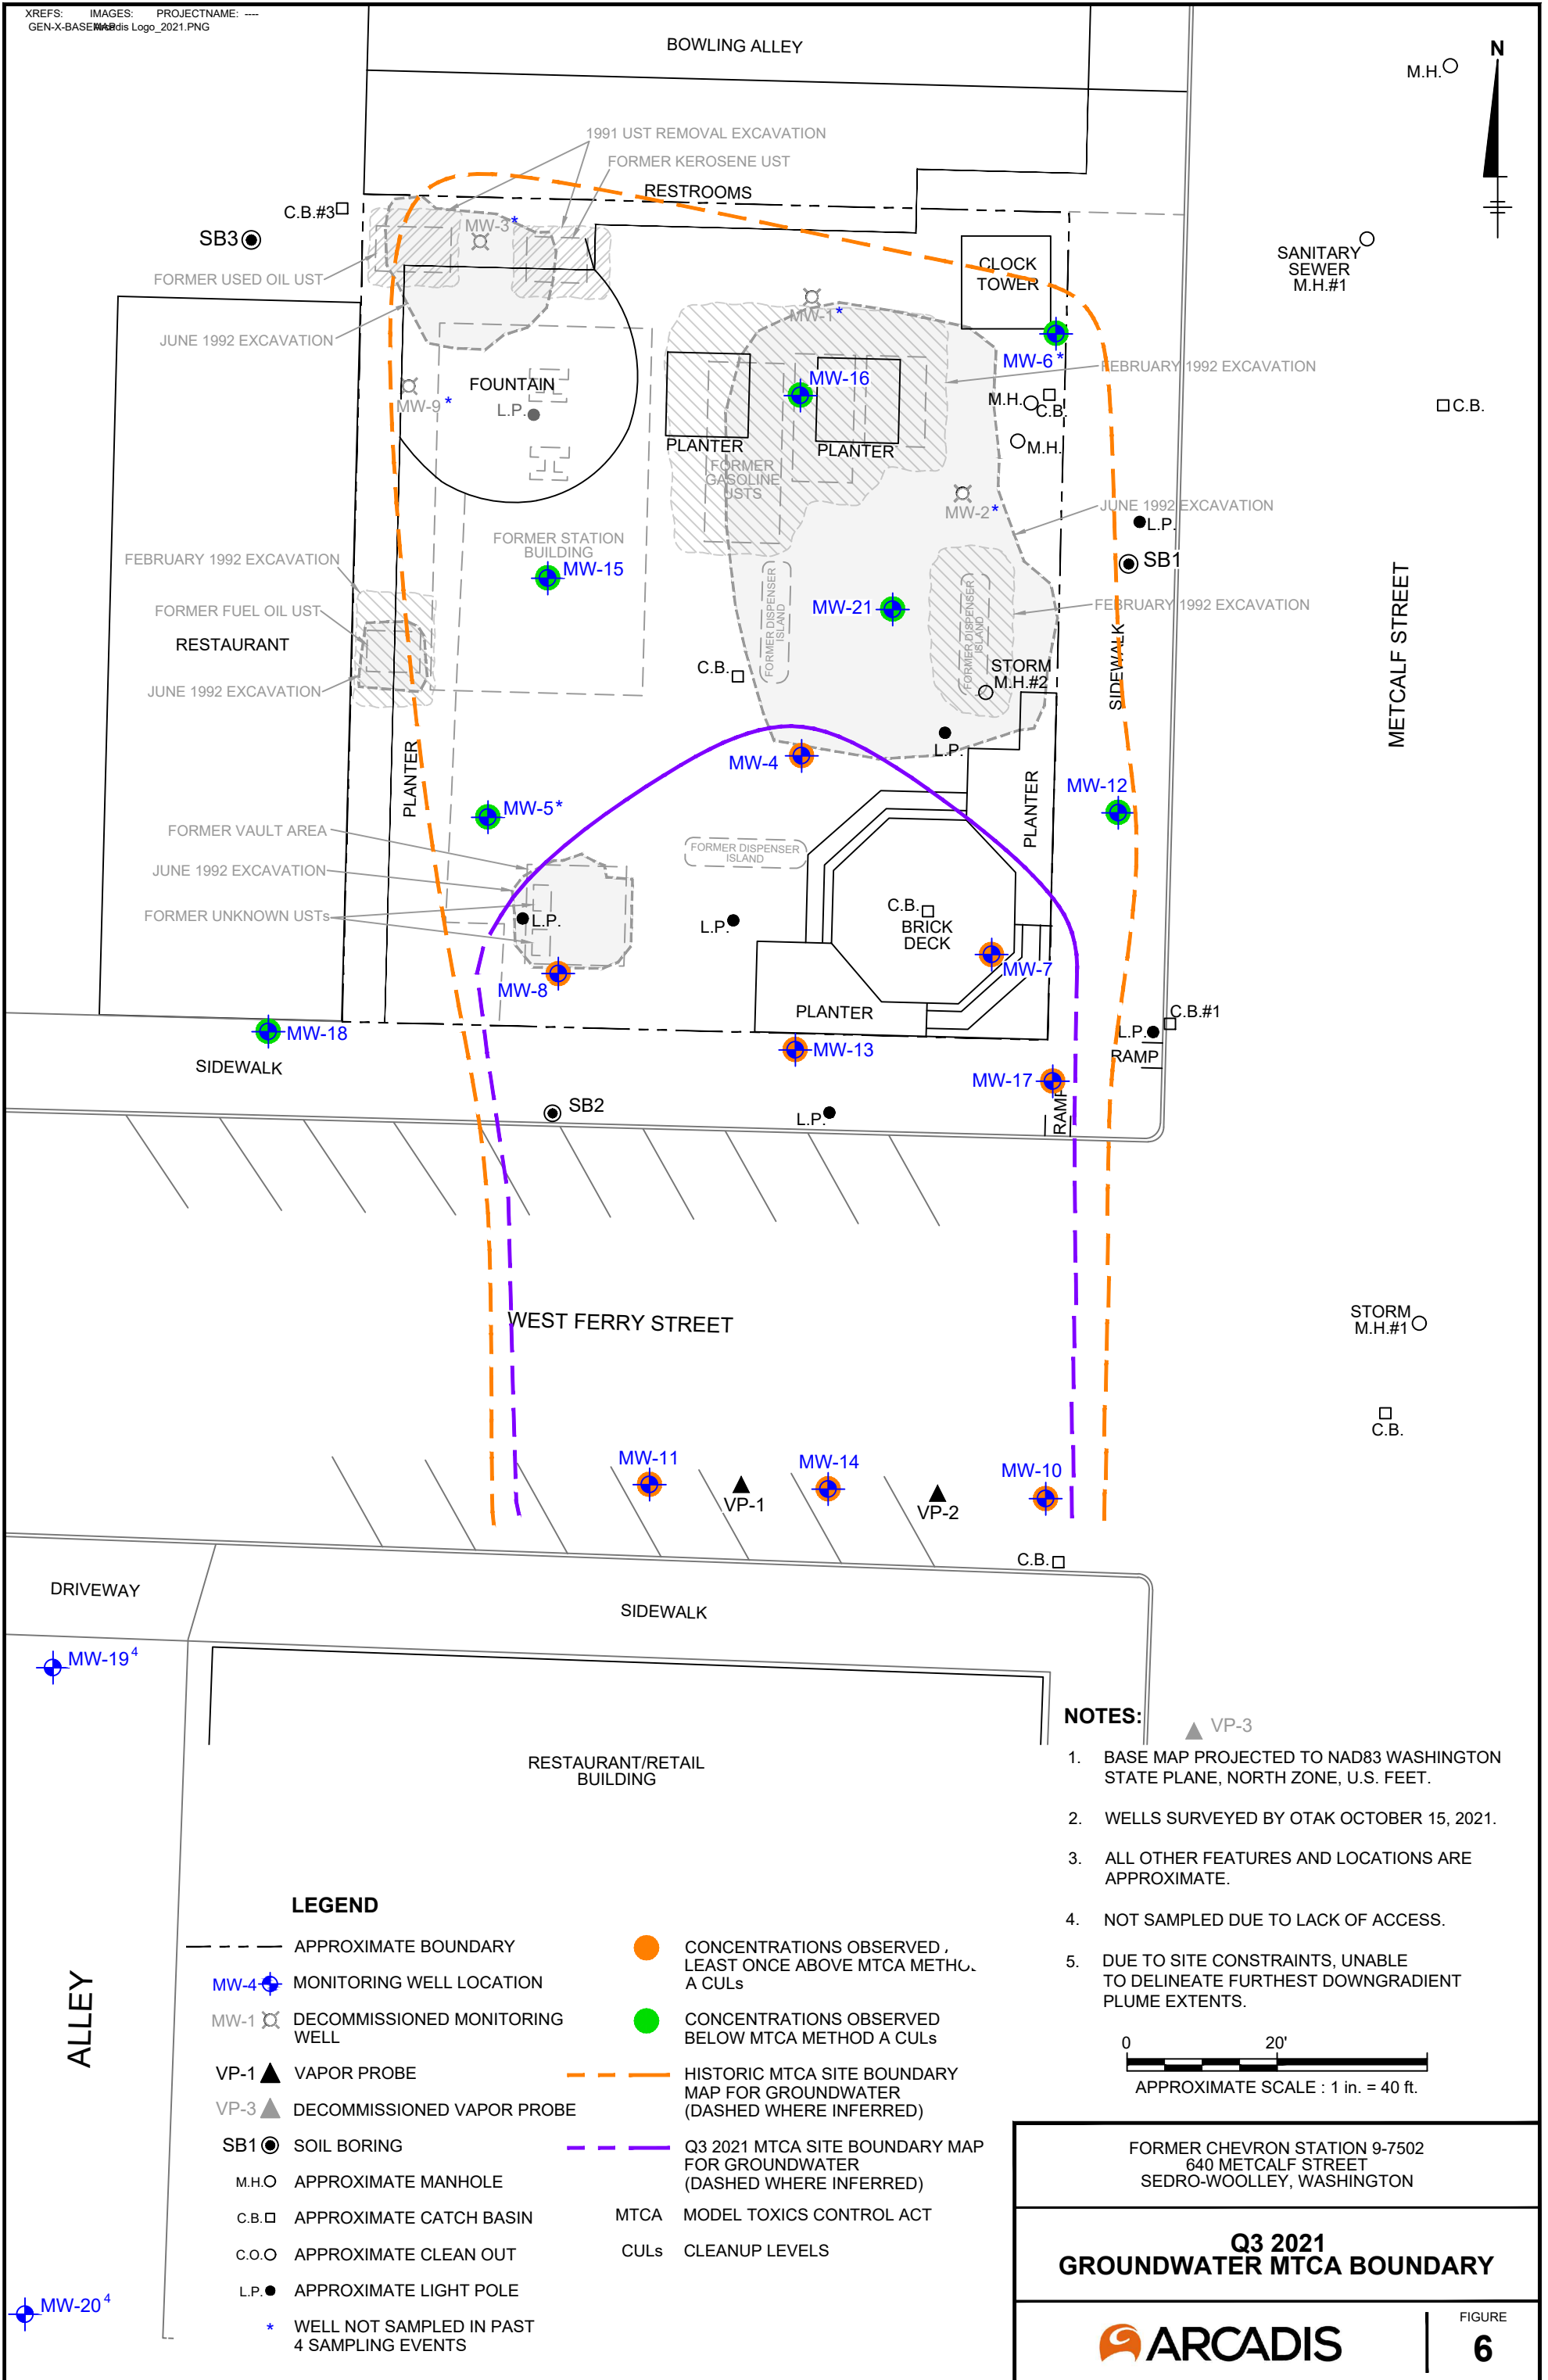 XREFS: IMAGES: PROJECTNAME: ----
GEN-X-BASEMAP Arcadis Logo_2021.PNG
BOWLING ALLEY
N
M.H.
1991 UST REMOVAL EXCAVATION
FORMER KEROSENE UST
RESTROOMS
C.B.#3
SB3
MW-3*
FORMER USED OIL UST
JUNE 1992 EXCAVATION
CLOCK
TOWER
SANITARY
SEWER
M.H.#1
MW-1*
MW-6*
FEBRUARY 1992 EXCAVATION
FOUNTAIN
MW-9*
L.P.
MW-16
M.H.
C.B.
C.B.
M.H.
PLANTER
PLANTER
FORMER
GASOLINE
USTS
MW-2*
JUNE 1992 EXCAVATION
L.P.
SB1
FORMER STATION
BUILDING
MW-15
FEBRUARY 1992 EXCAVATION
FORMER FUEL OIL UST
RESTAURANT
JUNE 1992 EXCAVATION
MW-21
FORMER DISPENSER
ISLAND
FORMER DISPENSER
ISLAND
FEBRUARY 1992 EXCAVATION
SIDEWALK
METCALF STREET
C.B.
STORM
M.H.#2
L.P.
PLANTER
MW-4
MW-5*
PLANTER
MW-12
FORMER VAULT AREA
JUNE 1992 EXCAVATION
FORMER UNKNOWN USTs
FORMER DISPENSER
ISLAND
L.P.
L.P.
C.B.
BRICK
DECK
MW-7
MW-8
PLANTER
MW-18
SIDEWALK
MW-13
MW-17
C.B.#1
L.P.
RAMP
RAMP
SB2
L.P.
WEST FERRY STREET
STORM
M.H.#1
C.B.
MW-11
VP-1
MW-14
VP-2
MW-10
C.B.
DRIVEWAY
SIDEWALK
MW-19 4
RESTAURANT/RETAIL
BUILDING
VP-3
NOTES:
1. BASE MAP PROJECTED TO NAD83 WASHINGTON
STATE PLANE, NORTH ZONE, U.S. FEET.
2. WELLS SURVEYED BY OTAK OCTOBER 15, 2021.
3. ALL OTHER FEATURES AND LOCATIONS ARE
APPROXIMATE.
4. NOT SAMPLED DUE TO LACK OF ACCESS.
5. DUE TO SITE CONSTRAINTS, UNABLE
TO DELINEATE FURTHEST DOWNGRADIENT
PLUME EXTENTS.
0 20'
APPROXIMATE SCALE : 1 in. = 40 ft.
ALLEY
MW-20 4
LEGEND
APPROXIMATE BOUNDARY
MW-4 MONITORING WELL LOCATION
MW-1 DECOMMISSIONED MONITORING
WELL
VP-1 VAPOR PROBE
VP-3 DECOMMISSIONED VAPOR PROBE
SB1 SOIL BORING
M.H. APPROXIMATE MANHOLE
C.B. APPROXIMATE CATCH BASIN
C.O. APPROXIMATE CLEAN OUT
L.P. APPROXIMATE LIGHT POLE
* WELL NOT SAMPLED IN PAST
4 SAMPLING EVENTS
CONCENTRATIONS OBSERVED
LEAST ONCE ABOVE MTCA
A CULs
CONCENTRATIONS OBSERVED
BELOW MTCA METHOD A CULs
HISTORIC MTCA SITE BOUNDARY
MAP FOR GROUNDWATER
(DASHED WHERE INFERRED)
Q3 2021 MTCA SITE BOUNDARY MAP
FOR GROUNDWATER
(DASHED WHERE INFERRED)
MTCA MODEL TOXICS CONTROL ACT
CULs CLEANUP LEVELS
FORMER CHEVRON STATION 9-7502
640 METCALF STREET
SEDRO-WOOLLEY, WASHINGTON
Q3 2021
GROUNDWATER MTCA BOUNDARY
ARCADIS
FIGURE
6